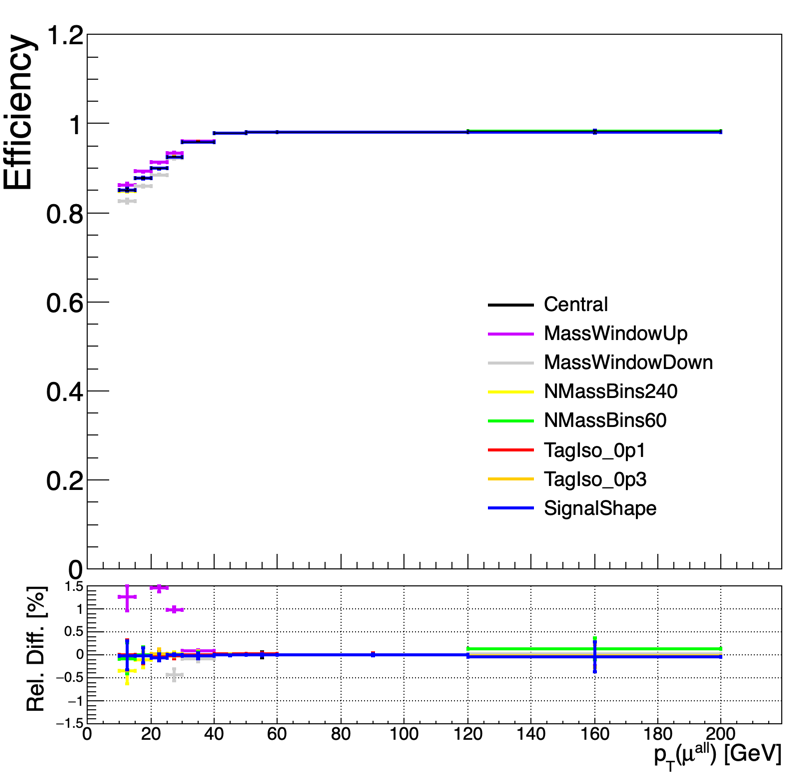 Efficiency
1.2
1
0.8
0.6
0.4
0.2
0
Central
MassWindowUp
MassWindowDown
NMassBins240
NMassBins60
TagIso_0p1
TagIso_0p3
SignalShape
Rel. Diff. [%]
1.5
1
0.5
0
−0.5
−1
−1.5
0 20 40 60 80 100 120 140 160 180 200
p_T(μ^all) [GeV]